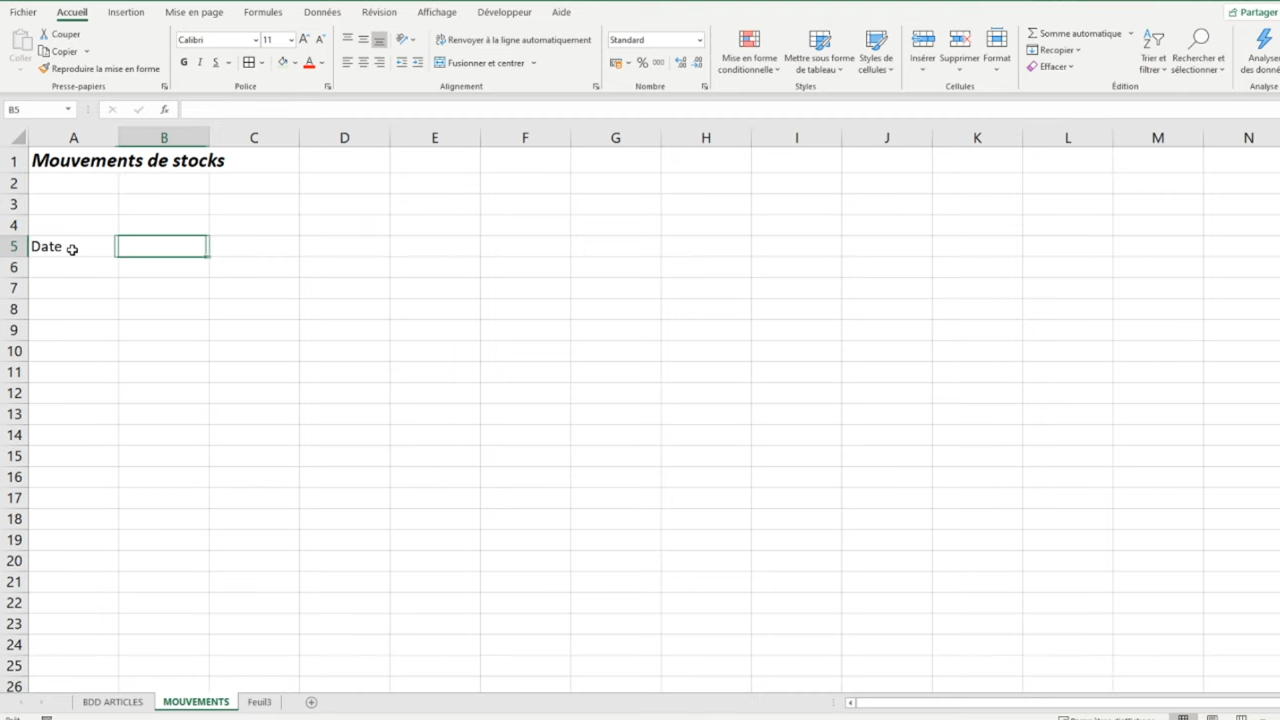 Fichier Accueil Insertion Mise en page Formules Données Révision Affichage Développeur Aide Partager
Coller
Couper
Copier
Reproduire la mise en forme
Presse-papiers
Calibri 11
G I S
Police
Renvoyer à la ligne automatiquement
Fusionner et centrer
Alignement
Standard
% 000
Nombre
Mise en forme conditionnelle
Mettre sous forme de tableau
Styles de cellules
Styles
Insérer Supprimer Format
Cellules
Somme automatique
Recopier
Effacer
Trier et filtrer
Rechercher et sélectionner
Édition
Analyse
B5 fx
A B C D E F G H I J K L M N
1 Mouvements de stocks
2
3
4
5 Date
6
7
8
9
10
11
12
13
14
15
16
17
18
19
20
21
22
23
24
25
26
BDD ARTICLES MOUVEMENTS Feuil3